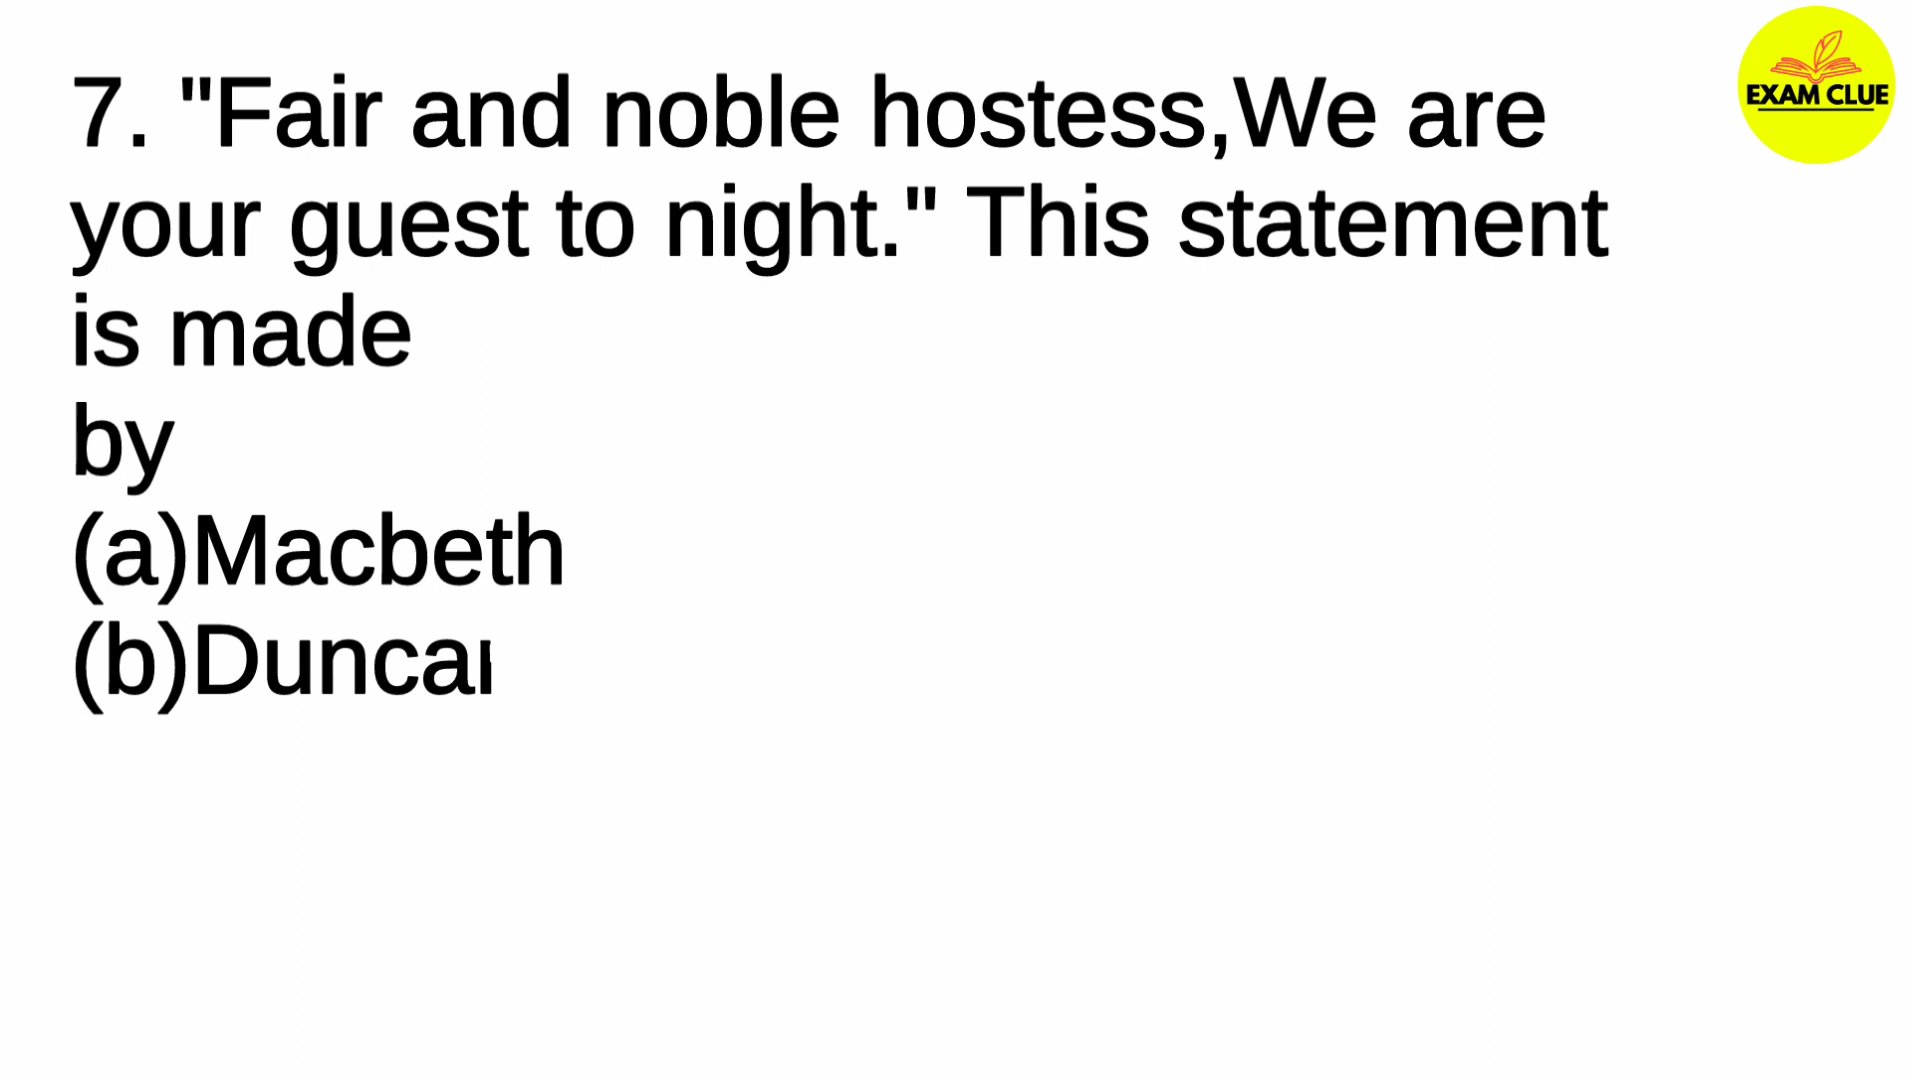 7. "Fair and noble hostess,We are
your guest to night." This statement
is made
by
(a)Macbeth
(b)Dunca
EXAM CLUE